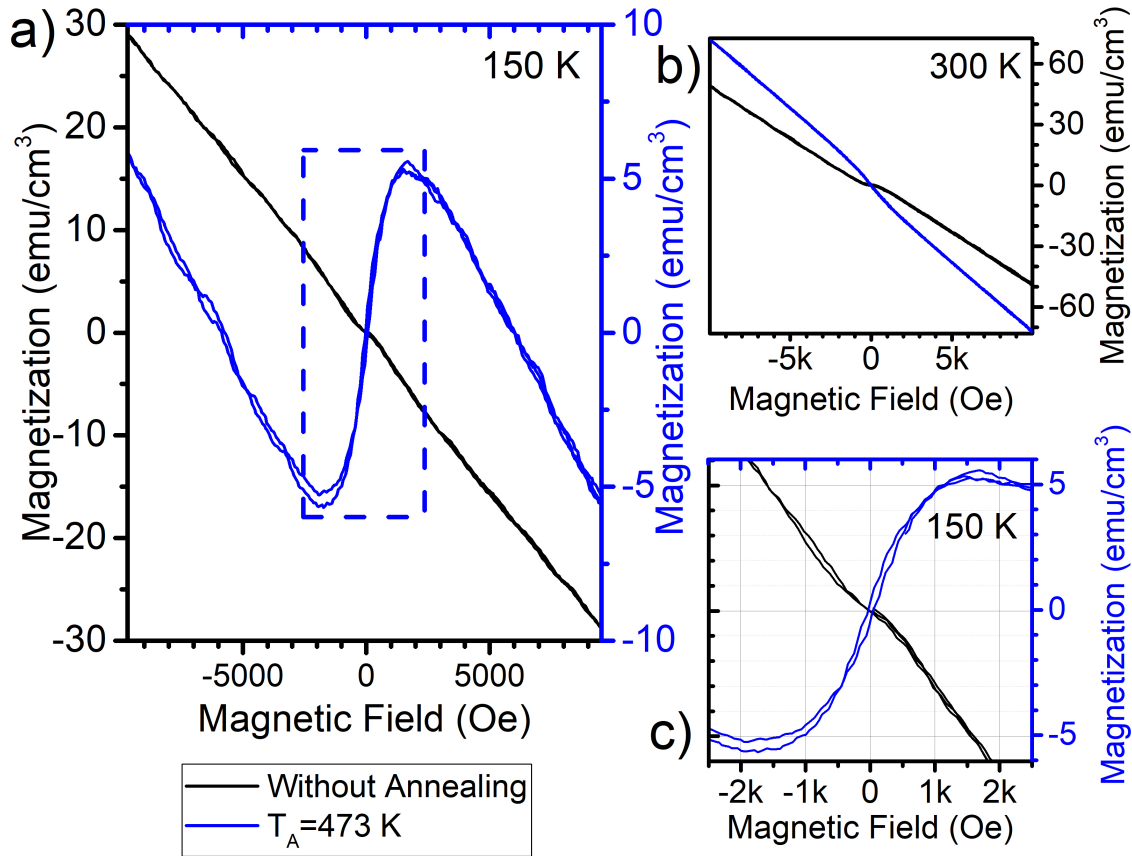 a)
150 K
30
20
10
0
-10
-20
-30
10
5
0
-5
-10
-5000
0
5000
Magnetization (emu/cm³)
Magnetization (emu/cm³)
Magnetic Field (Oe)
Without Annealing
T_A=473 K
b)
300 K
60
30
0
-30
-60
-5k
0
5k
Magnetization (emu/cm³)
Magnetic Field (Oe)
c)
150 K
5
0
-5
-2k
-1k
0
1k
2k
Magnetization (emu/cm³)
Magnetic Field (Oe)